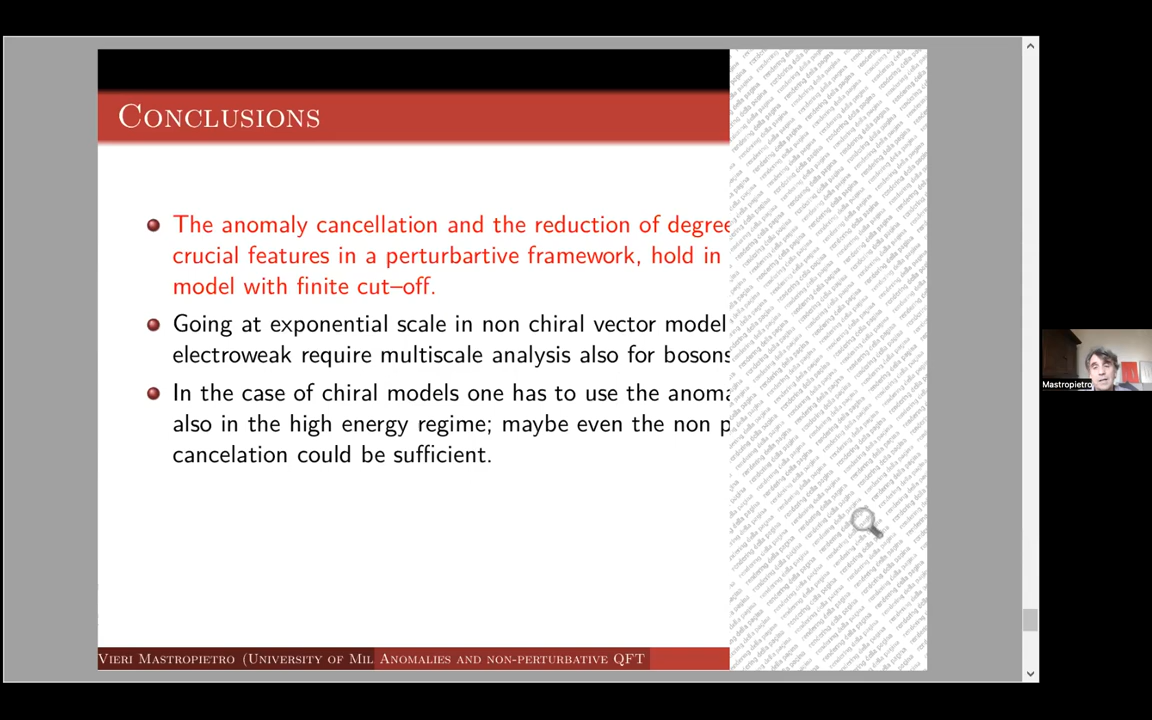 CONCLUSIONS
The anomaly cancellation and the reduction of degree
crucial features in a perturbartive framework, hold in
model with finite cut–off.
Going at exponential scale in non chiral vector model
electroweak require multiscale analysis also for bosons
In the case of chiral models one has to use the anoma
also in the high energy regime; maybe even the non p
cancelation could be sufficient.
VIERI MASTROPIETRO (UNIVERSITY OF MIL ANOMALIES AND NON-PERTURBATIVE QFT
rendering della pagina
Mastropietro